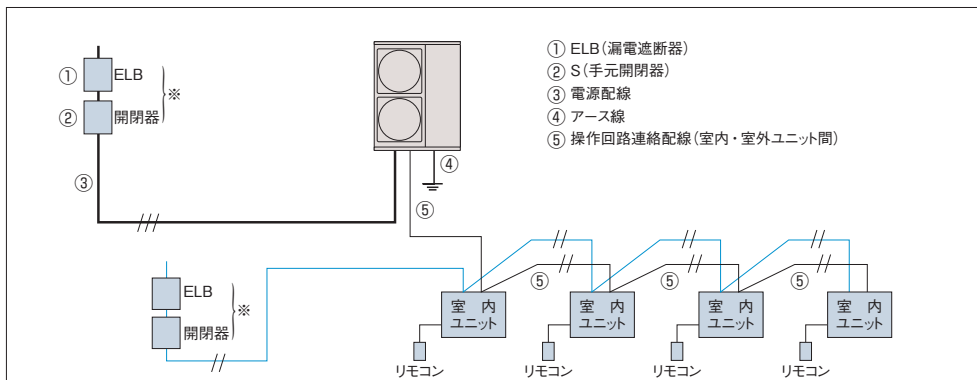 ① ELB
② 開閉器
※
③
④
⑤
① ELB（漏電遮断器）
② S（手元開閉器）
③ 電源配線
④ アース線
⑤ 操作回路連絡配線（室内・室外ユニット間）
ELB
開閉器
※
⑤ ⑤ ⑤
室 内 室 内 室 内 室 内
ユニット ユニット ユニット ユニット
リモコン リモコン リモコン リモコン